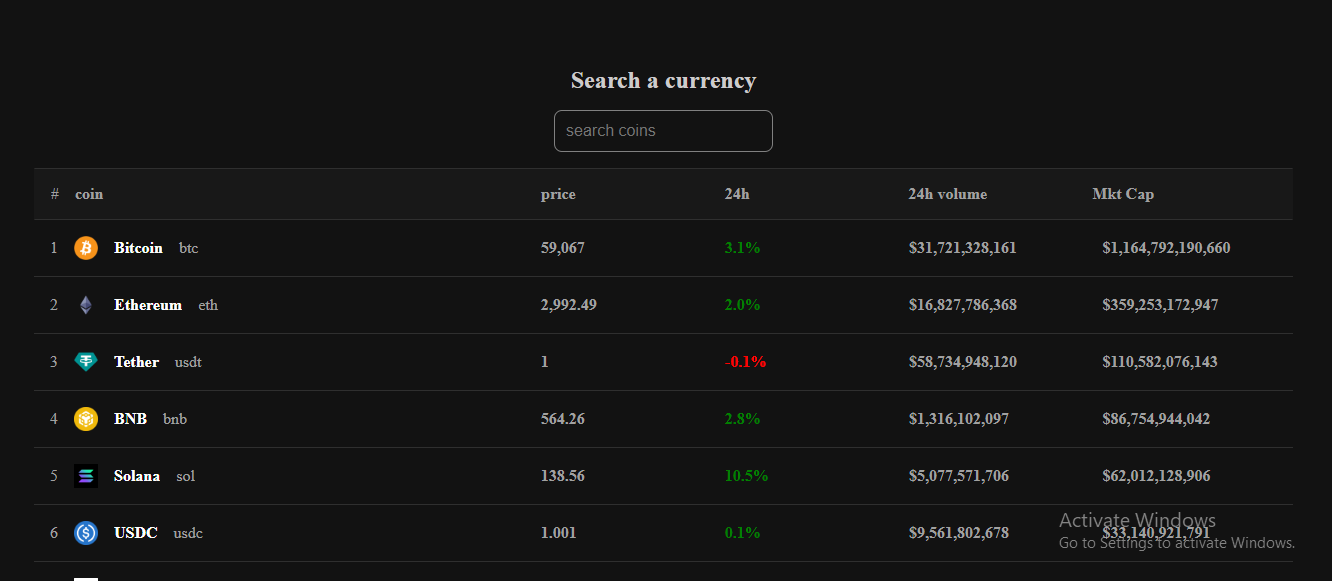 Search a currency
search coins
# coin price 24h 24h volume Mkt Cap
1 Bitcoin btc 59,067 3.1% $31,721,328,161 $1,164,792,190,660
2 Ethereum eth 2,992.49 2.0% $16,827,786,368 $359,253,172,947
3 Tether usdt 1 -0.1% $58,734,948,120 $110,582,076,143
4 BNB bnb 564.26 2.8% $1,316,102,097 $86,754,944,042
5 Solana sol 138.56 10.5% $5,077,571,706 $62,012,128,906
6 USDC usdc 1.001 0.1% $9,561,802,678 $33,140,921,791
Activate Windows
Go to Settings to activate Windows.